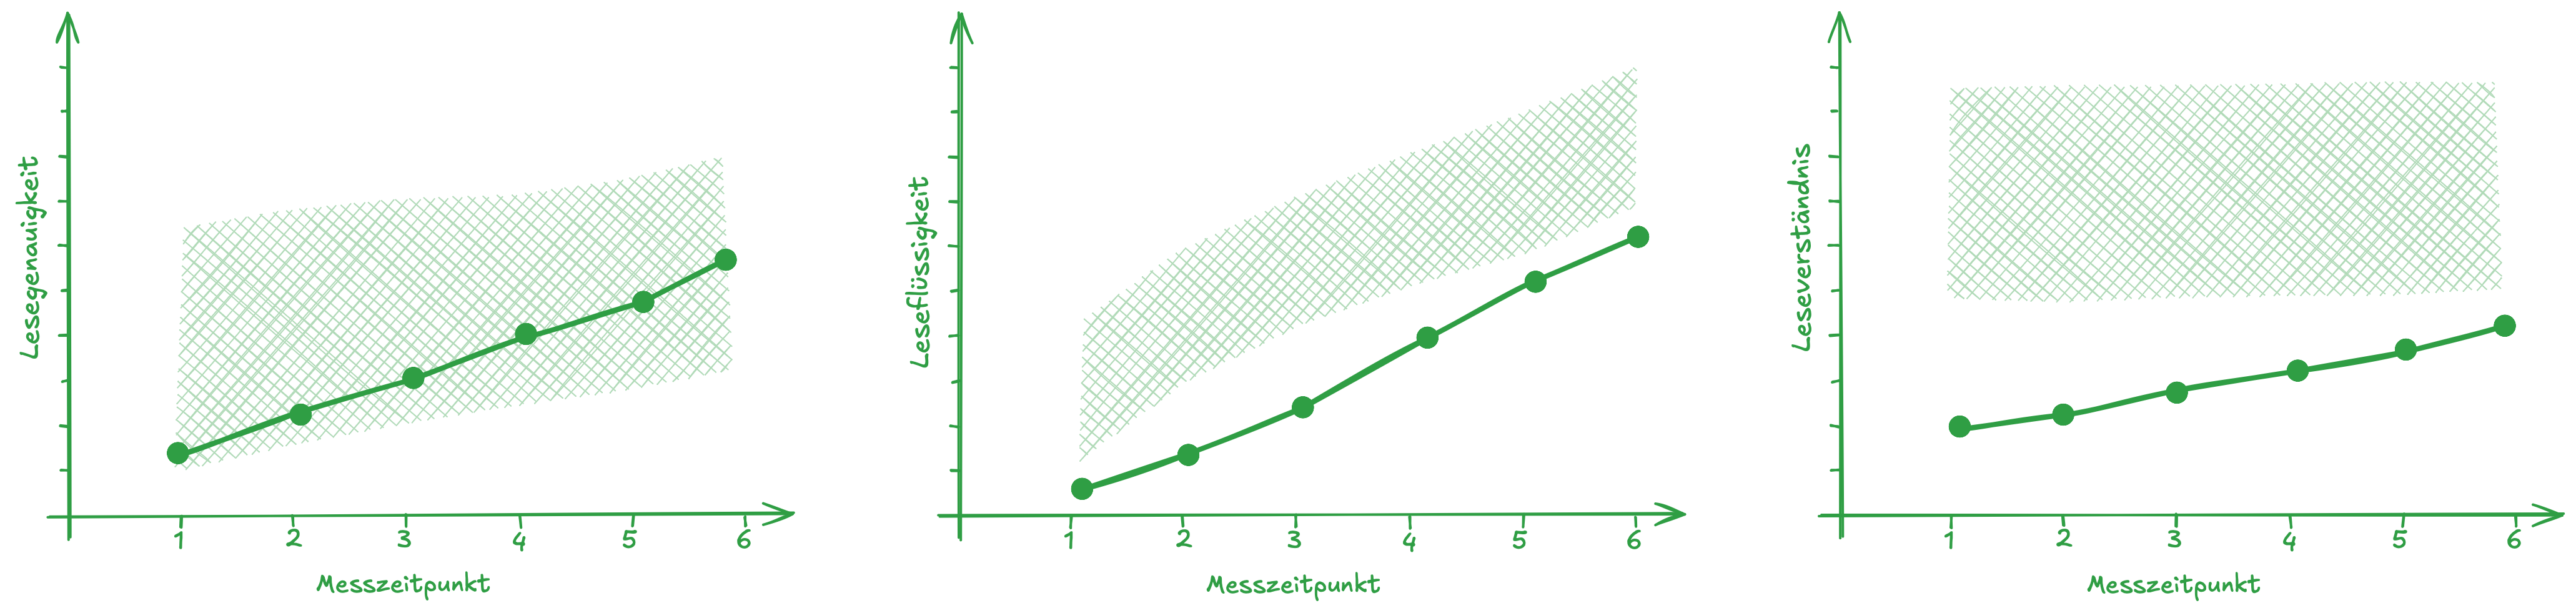 Lesegenauigkeit
1 2 3 4 5 6
Messzeitpunkt
Leseflüssigkeit
1 2 3 4 5 6
Messzeitpunkt
Leseverständnis
1 2 3 4 5 6
Messzeitpunkt